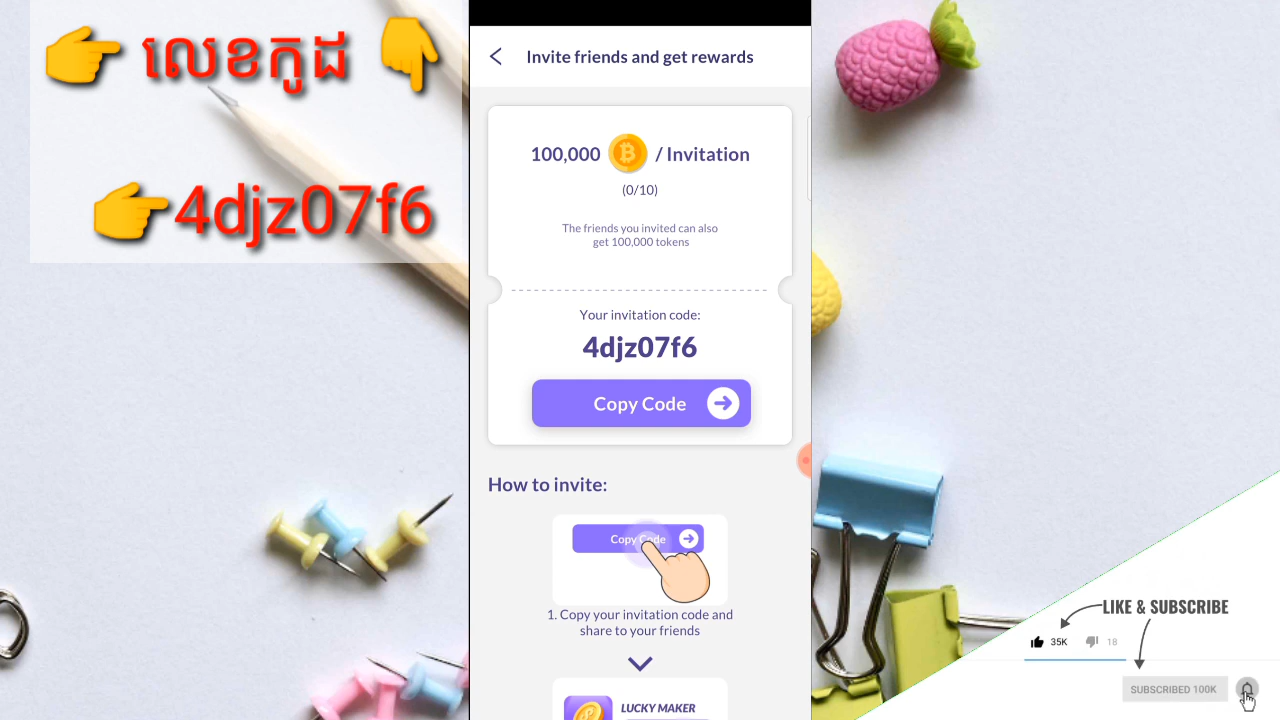 👉 លេខកូដ 👇
👉4djz07f6
Invite friends and get rewards
100,000 / Invitation
(0/10)
The friends you invited can also
get 100,000 tokens
Your invitation code:
4djz07f6
Copy Code
How to invite:
Copy Code
1. Copy your invitation code and
share to your friends
LUCKY MAKER
LIKE & SUBSCRIBE
35K 18
SUBSCRIBED 100K